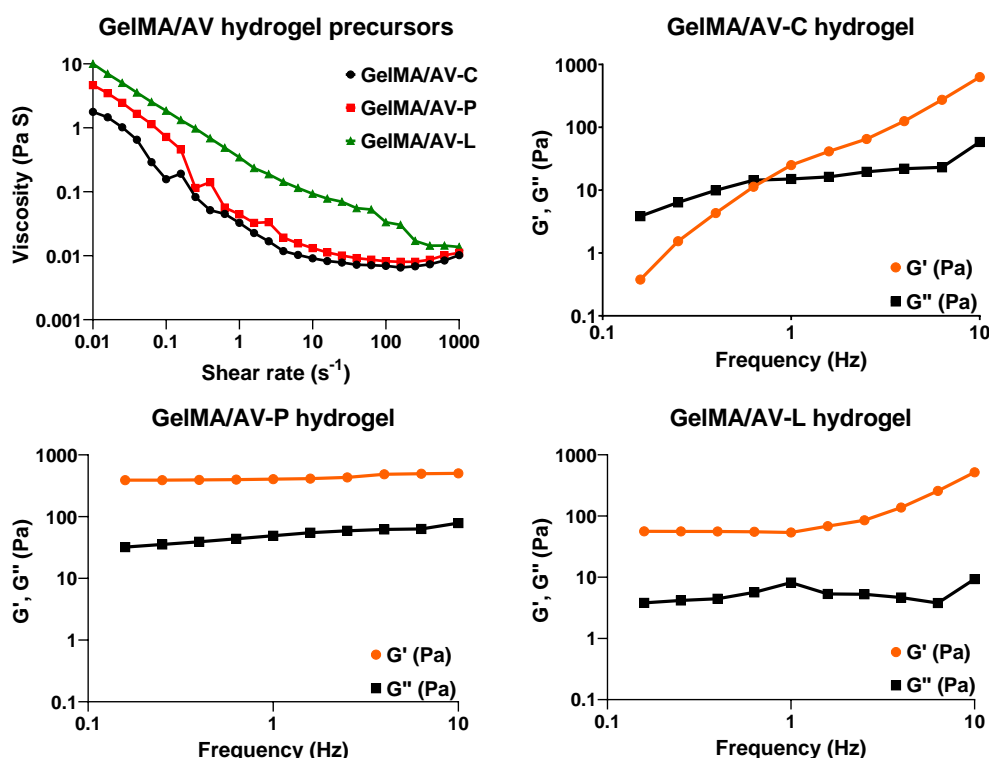 GelMA/AV hydrogel precursors
10
1
0.1
0.01
0.001
0.01 0.1 1 10 100 1000
Viscosity (Pa S)
Shear rate (s⁻¹)
GelMA/AV-C
GelMA/AV-P
GelMA/AV-L
GelMA/AV-C hydrogel
1000
100
10
1
0.1
0.1 1 10
G', G" (Pa)
Frequency (Hz)
G' (Pa)
G" (Pa)
GelMA/AV-P hydrogel
1000
100
10
1
0.1
0.1 1 10
G', G" (Pa)
Frequency (Hz)
G' (Pa)
G" (Pa)
GelMA/AV-L hydrogel
1000
100
10
1
0.1
0.1 1 10
G', G" (Pa)
Frequency (Hz)
G' (Pa)
G" (Pa)